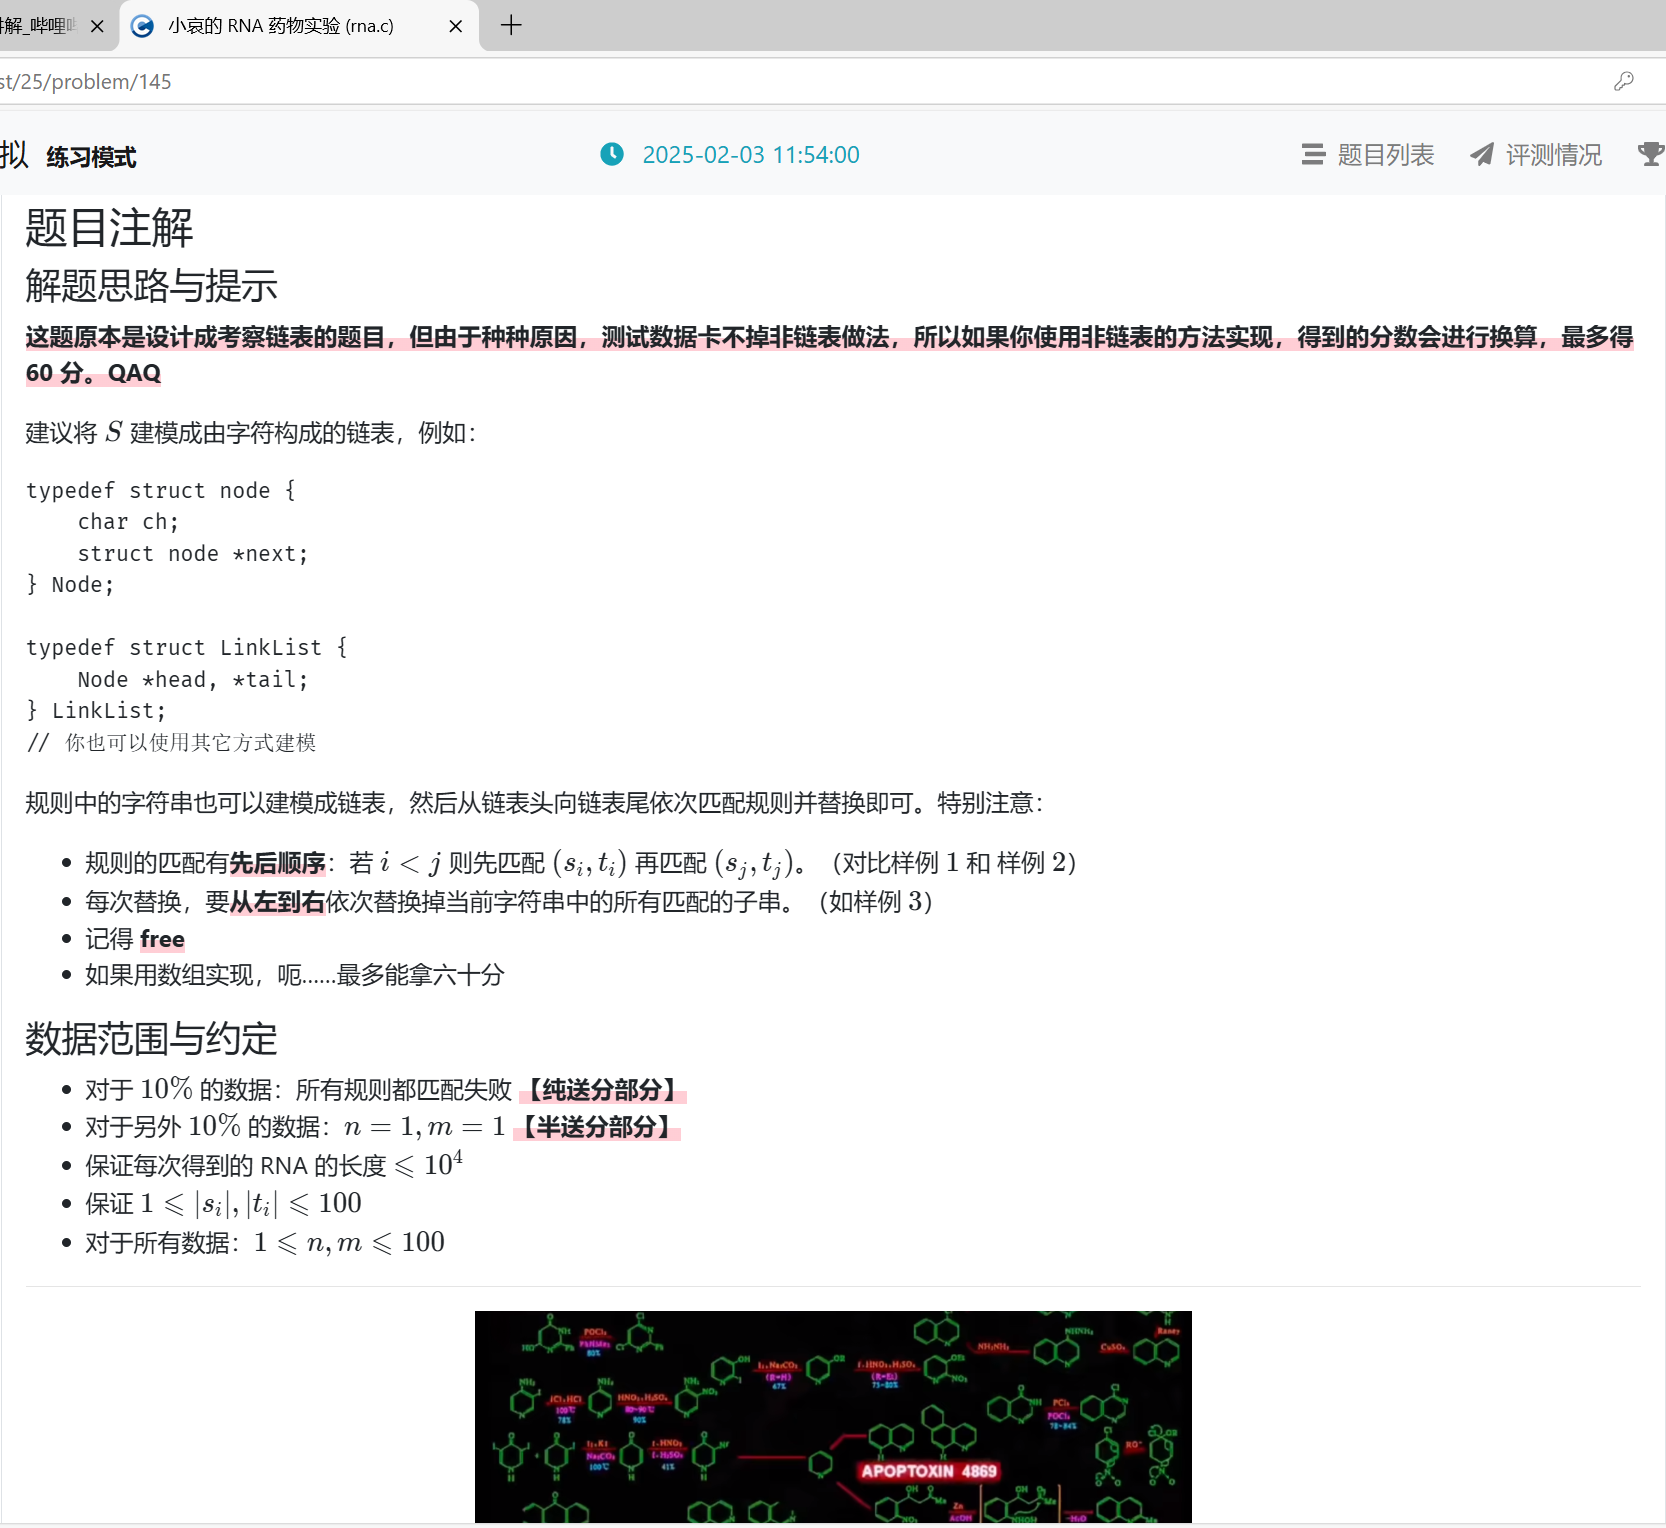 讲解_哔哩
小哀的 RNA 药物实验 (rna.c)
st/25/problem/145
拟 练习模式
2025-02-03 11:54:00
题目列表
评测情况
题目注解
解题思路与提示
这题原本是设计成考察链表的题目，但由于种种原因，测试数据卡不掉非链表做法，所以如果你使用非链表的方法实现，得到的分数会进行换算，最多得
60 分。QAQ
建议将 S 建模成由字符构成的链表，例如：
typedef struct node {
    char ch;
    struct node *next;
} Node;
typedef struct LinkList {
    Node *head, *tail;
} LinkList;
// 你也可以使用其它方式建模
规则中的字符串也可以建模成链表，然后从链表头向链表尾依次匹配规则并替换即可。特别注意：
• 规则的匹配有先后顺序：若 i < j 则先匹配 (s_i, t_i) 再匹配 (s_j, t_j)。（对比样例 1 和 样例 2）
• 每次替换，要从左到右依次替换掉当前字符串中的所有匹配的子串。（如样例 3）
• 记得 free
• 如果用数组实现，呃......最多能拿六十分
数据范围与约定
• 对于 10% 的数据：所有规则都匹配失败 【纯送分部分】
• 对于另外 10% 的数据：n = 1, m = 1 【半送分部分】
• 保证每次得到的 RNA 的长度 ⩽ 10^4
• 保证 1 ⩽ |s_i|, |t_i| ⩽ 100
• 对于所有数据：1 ⩽ n, m ⩽ 100
APOPTOXIN 4869